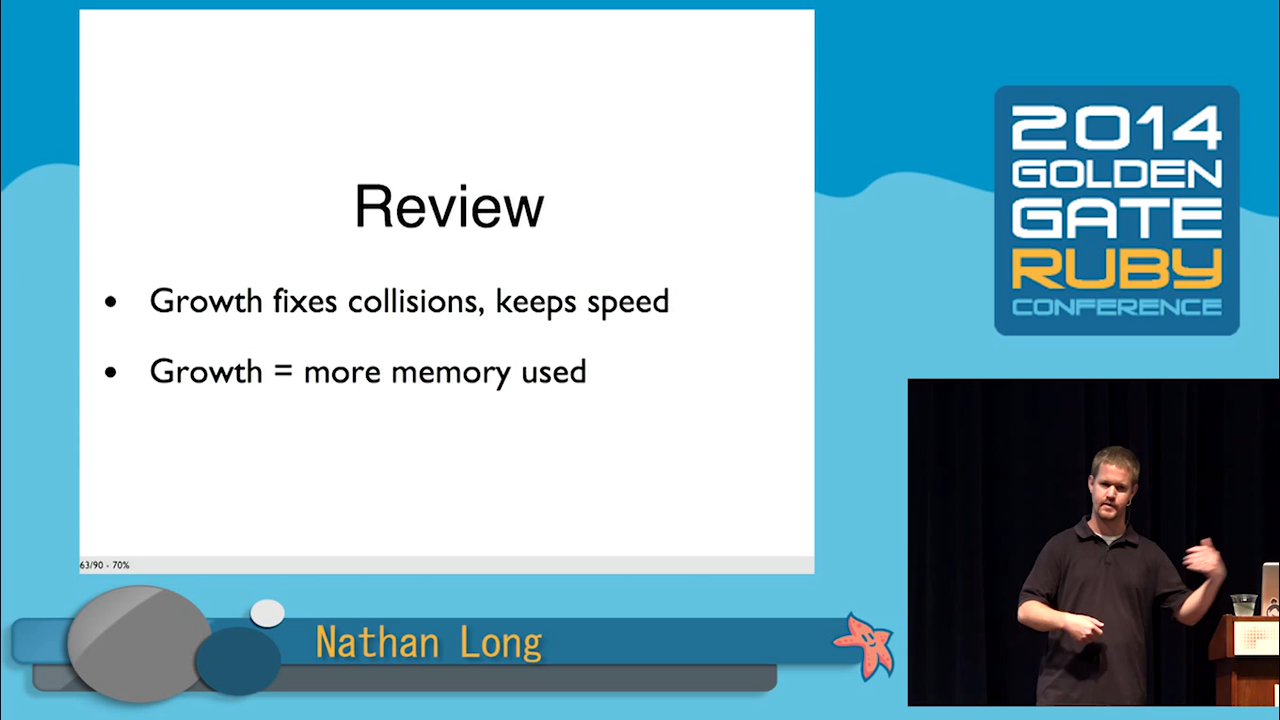 Review
• Growth fixes collisions, keeps speed
• Growth = more memory used
63/90 - 70%
Nathan Long
2014
GOLDEN
GATE
RUBY
CONFERENCE